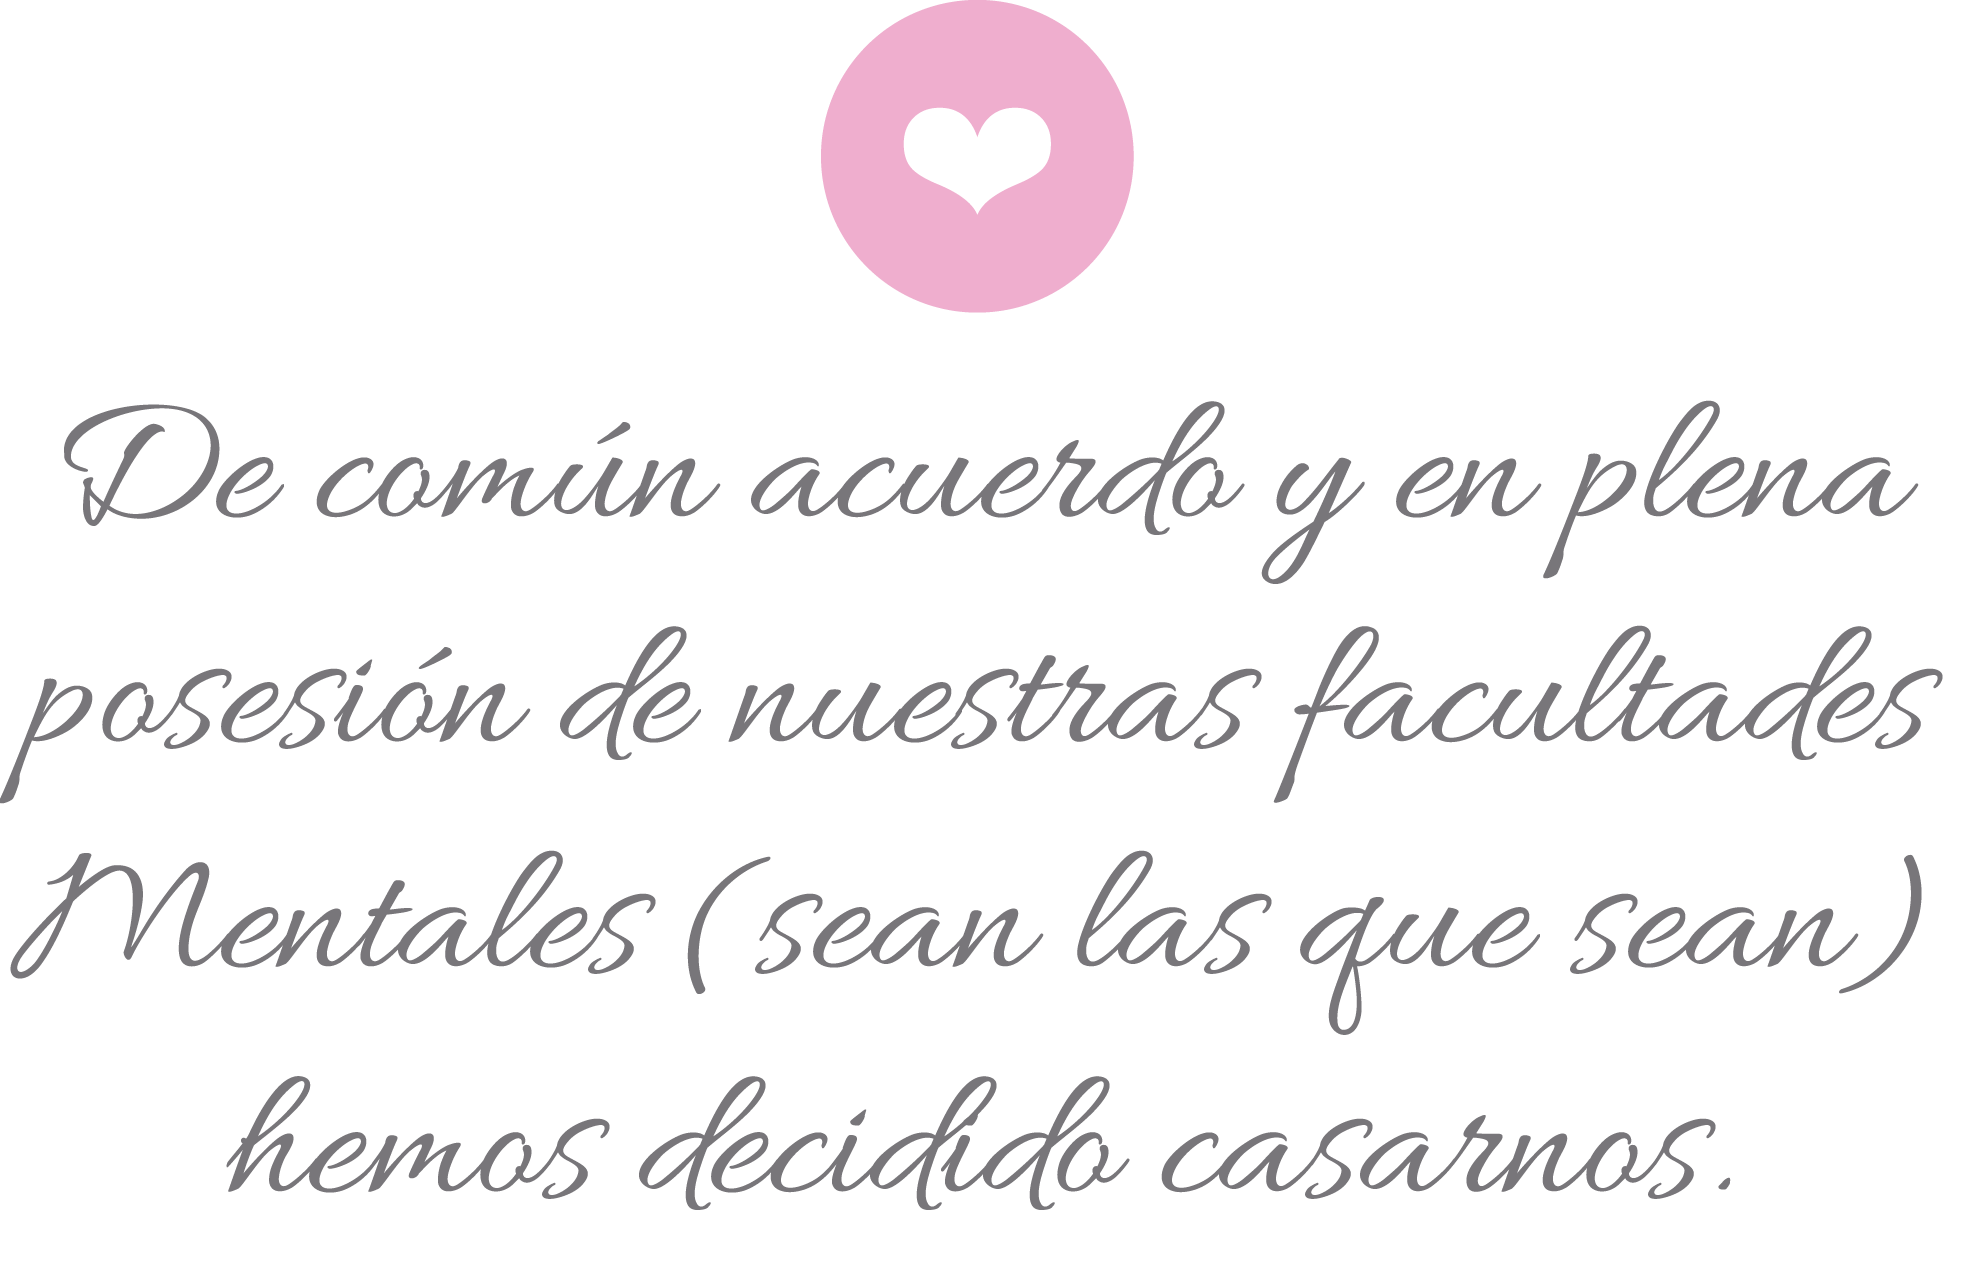 De común acuerdo y en plena
posesión de nuestras facultades
Mentales (sean las que sean)
hemos decidido casarnos.